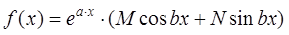 f(x) = e^{a·x} · (M cos bx + N sin bx)